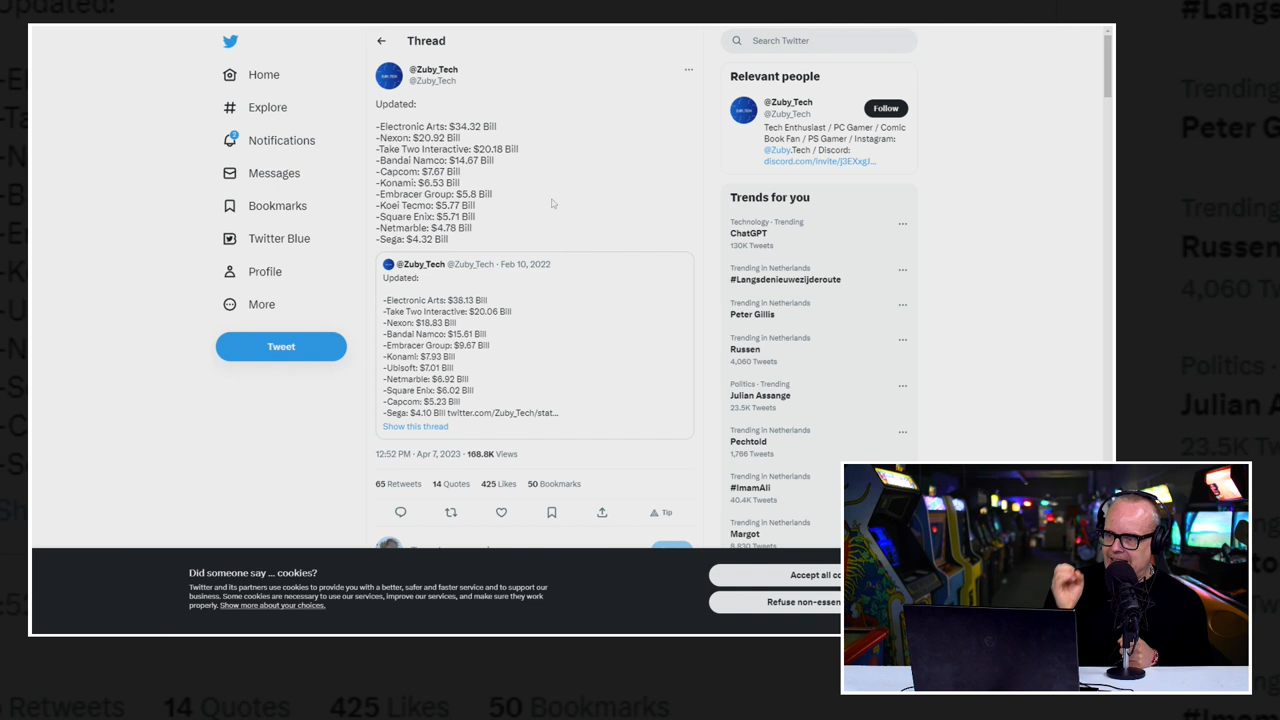 Thread
Home
Explore
2
Notifications
Messages
Bookmarks
Twitter Blue
Profile
More
Tweet
@Zuby_Tech
@Zuby_Tech
Updated:
-Electronic Arts: $34.32 Bill
-Nexon: $20.92 Bill
-Take Two Interactive: $20.18 Bill
-Bandai Namco: $14.67 Bill
-Capcom: $7.67 Bill
-Konami: $6.53 Bill
-Embracer Group: $5.8 Bill
-Koei Tecmo: $5.77 Bill
-Square Enix: $5.71 Bill
-Netmarble: $4.78 Bill
-Sega: $4.32 Bill
@Zuby_Tech @Zuby_Tech · Feb 10, 2022
Updated:
-Electronic Arts: $38.13 Bill
-Take Two Interactive: $20.06 Bill
-Nexon: $18.83 Bill
-Bandai Namco: $15.61 Bill
-Embracer Group: $9.67 Bill
-Konami: $7.93 Bill
-Ubisoft: $7.01 Bill
-Netmarble: $6.92 Bill
-Square Enix: $6.02 Bill
-Capcom: $5.23 Bill
-Sega: $4.10 Bill twitter.com/Zuby_Tech/stat...
Show this thread
12:52 PM · Apr 7, 2023 · 168.8K Views
65 Retweets 14 Quotes 425 Likes 50 Bookmarks
Tip
Search Twitter
Relevant people
@Zuby_Tech
@Zuby_Tech
Follow
Tech Enthusiast / PC Gamer / Comic
Book Fan / PS Gamer / Instagram:
@Zuby.Tech / Discord:
discord.com/invite/j3EXxgJ...
Trends for you
Technology · Trending
ChatGPT
130K Tweets
Trending in Netherlands
#Langsdenieuwezijderoute
Trending in Netherlands
Peter Gillis
Trending in Netherlands
Russen
4,060 Tweets
Politics · Trending
Julian Assange
23.5K Tweets
Trending in Netherlands
Pechtold
1,766 Tweets
Trending in Netherlands
#ImamAli
40.4K Tweets
Trending in Netherlands
Margot
Did someone say … cookies?
Twitter and its partners use cookies to provide you with a better, safer and faster service and to support our
business. Some cookies are necessary to use our services, improve our services, and make sure they work
properly. Show more about your choices.
Accept all co
Refuse non-essen
Retweets 14 Quotes 425 Likes 50 Bookmarks